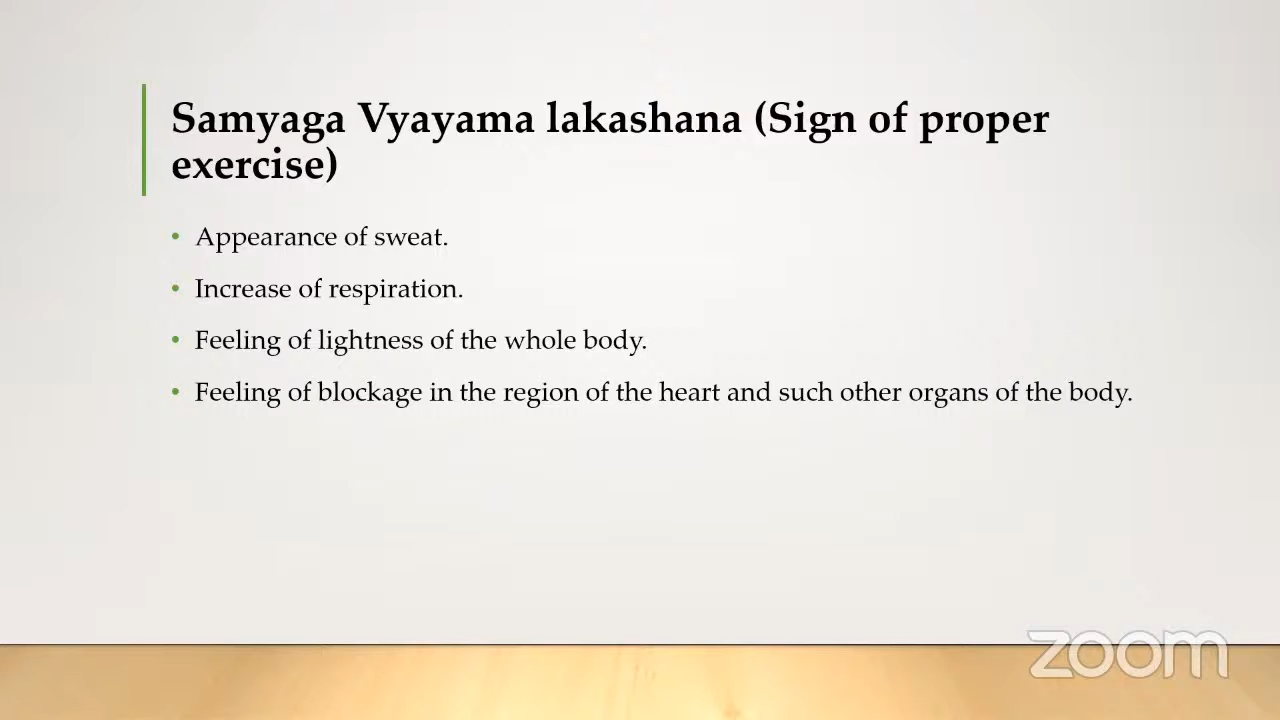 Samyaga Vyayama lakashana (Sign of proper
exercise)
• Appearance of sweat.
• Increase of respiration.
• Feeling of lightness of the whole body.
• Feeling of blockage in the region of the heart and such other organs of the body.
zoom